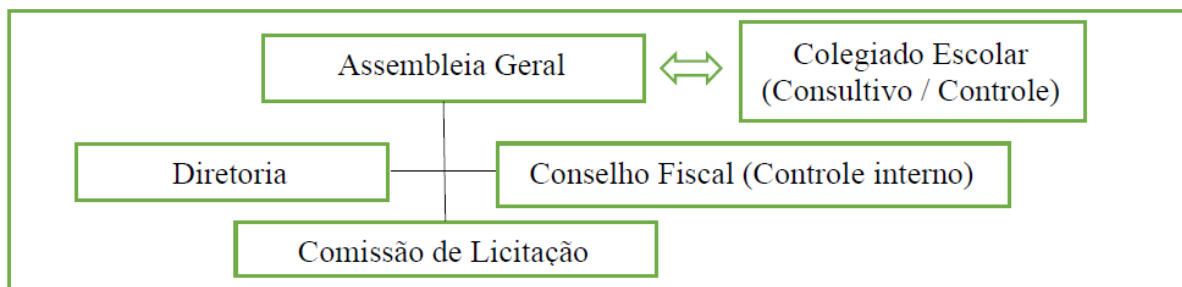 Assembleia Geral
Colegiado Escolar
(Consultivo / Controle)
Diretoria
Conselho Fiscal (Controle interno)
Comissão de Licitação